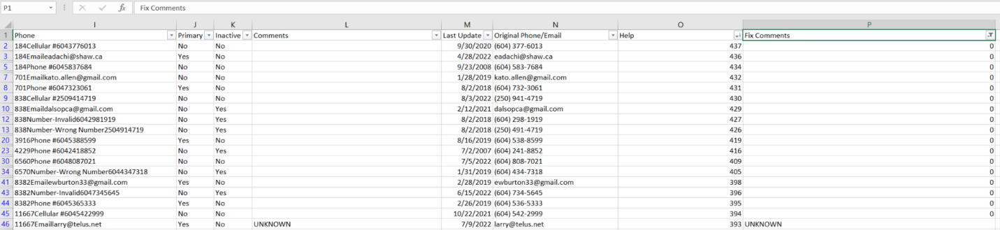 P1 fx Fix Comments
I J K L M N O P
1 Phone Primary Inactive Comments Last Update Original Phone/Email Help Fix Comments
2 184Cellular #6043776013 No No 9/30/2020 (604) 377-6013 437 0
3 184Emaileadachi@shaw.ca Yes No 4/28/2022 eadachi@shaw.ca 436 0
5 184Phone #6045837684 No No 9/23/2008 (604) 583-7684 434 0
7 701Emailkato.allen@gmail.com No No 1/28/2019 kato.allen@gmail.com 432 0
8 701Phone #6047323061 Yes No 8/2/2018 (604) 732-3061 431 0
9 838Cellular #2509414719 No No 8/3/2022 (250) 941-4719 430 0
10 838Emaildalsopca@gmail.com No Yes 2/12/2021 dalsopca@gmail.com 429 0
12 838Number-Invalid6042981919 No Yes 8/2/2018 (604) 298-1919 427 0
13 838Number-Wrong Number2504914719 No Yes 8/2/2018 (250) 491-4719 426 0
20 3916Phone #6045388599 Yes No 8/16/2019 (604) 538-8599 419 0
23 4229Phone #6042418852 No Yes 7/2/2007 (604) 241-8852 416 0
30 6560Phone #6048087021 No No 7/5/2022 (604) 808-7021 409 0
34 6570Number-Wrong Number6044347318 No Yes 1/31/2019 (604) 434-7318 405 0
41 8382Emailewburton33@gmail.com Yes No 2/28/2019 ewburton33@gmail.com 398 0
43 8382Number-Invalid6047345645 No Yes 6/15/2022 (604) 734-5645 396 0
44 8382Phone #6045365333 Yes No 2/26/2019 (604) 536-5333 395 0
45 11667Cellular #6045422999 No No 10/22/2021 (604) 542-2999 394 0
46 11667Emaillarry@telus.net Yes No UNKNOWN 7/9/2022 larry@telus.net 393 UNKNOWN